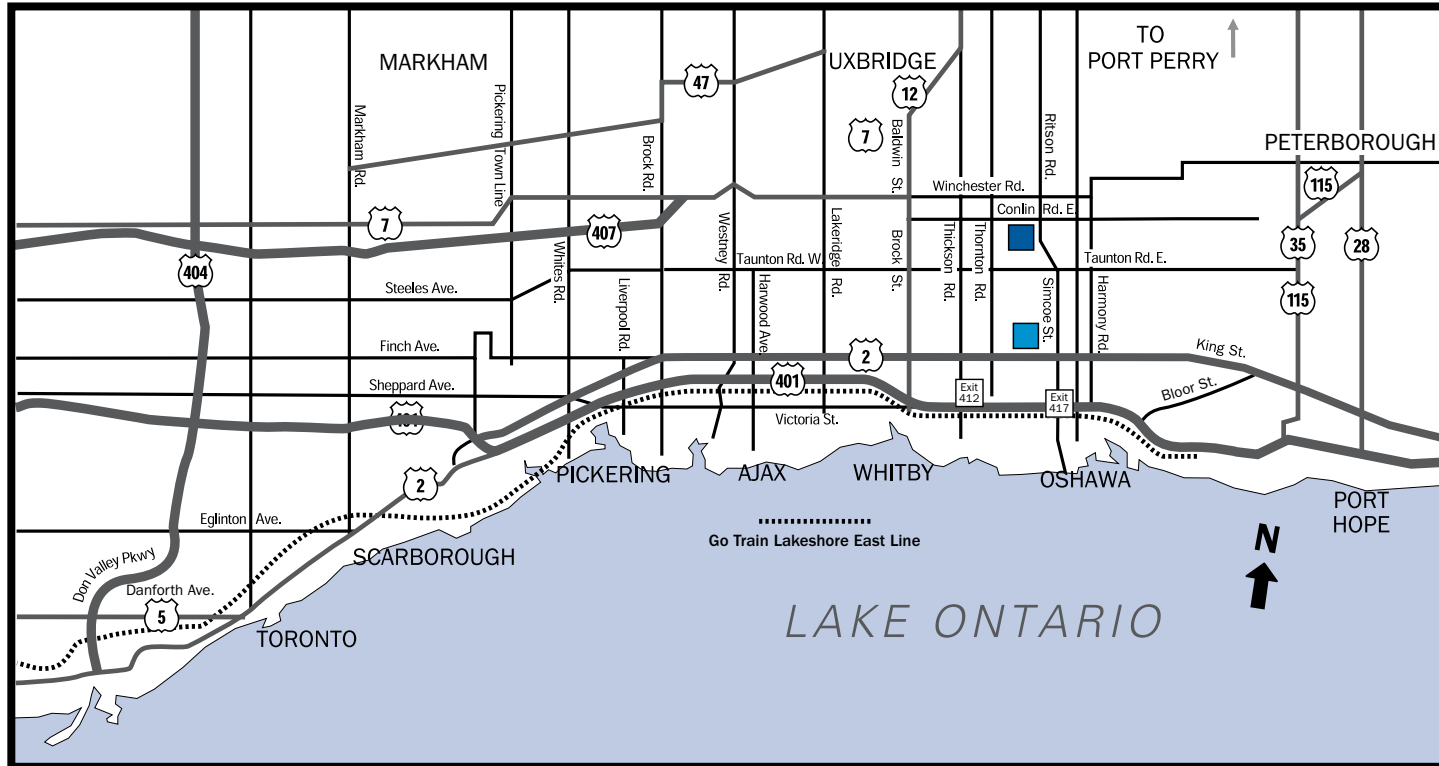 TO
PORT PERRY
MARKHAM
UXBRIDGE
47
12
7
Pickering Town Line
Markham Rd.
Brock Rd.
Baldwin St.
Ritson Rd.
PETERBOROUGH
115
Winchester Rd.
Conlin Rd. E.
7
407
35
28
404
Whites Rd.
Westney Rd.
Lakeridge Rd.
Brock St.
Thickson Rd.
Thornton Rd.
Taunton Rd. W.
Taunton Rd. E.
Steeles Ave.
Liverpool Rd.
Harwood Ave.
Simcoe St.
Harmony Rd.
115
Finch Ave.
2
King St.
Sheppard Ave.
401
Exit
412
Exit
417
Bloor St.
401
Victoria St.
2
PICKERING
AJAX
WHITBY
OSHAWA
PORT
HOPE
Eglinton Ave.
Go Train Lakeshore East Line
N
SCARBOROUGH
Don Valley Pkwy
Danforth Ave.
5
TORONTO
LAKE ONTARIO